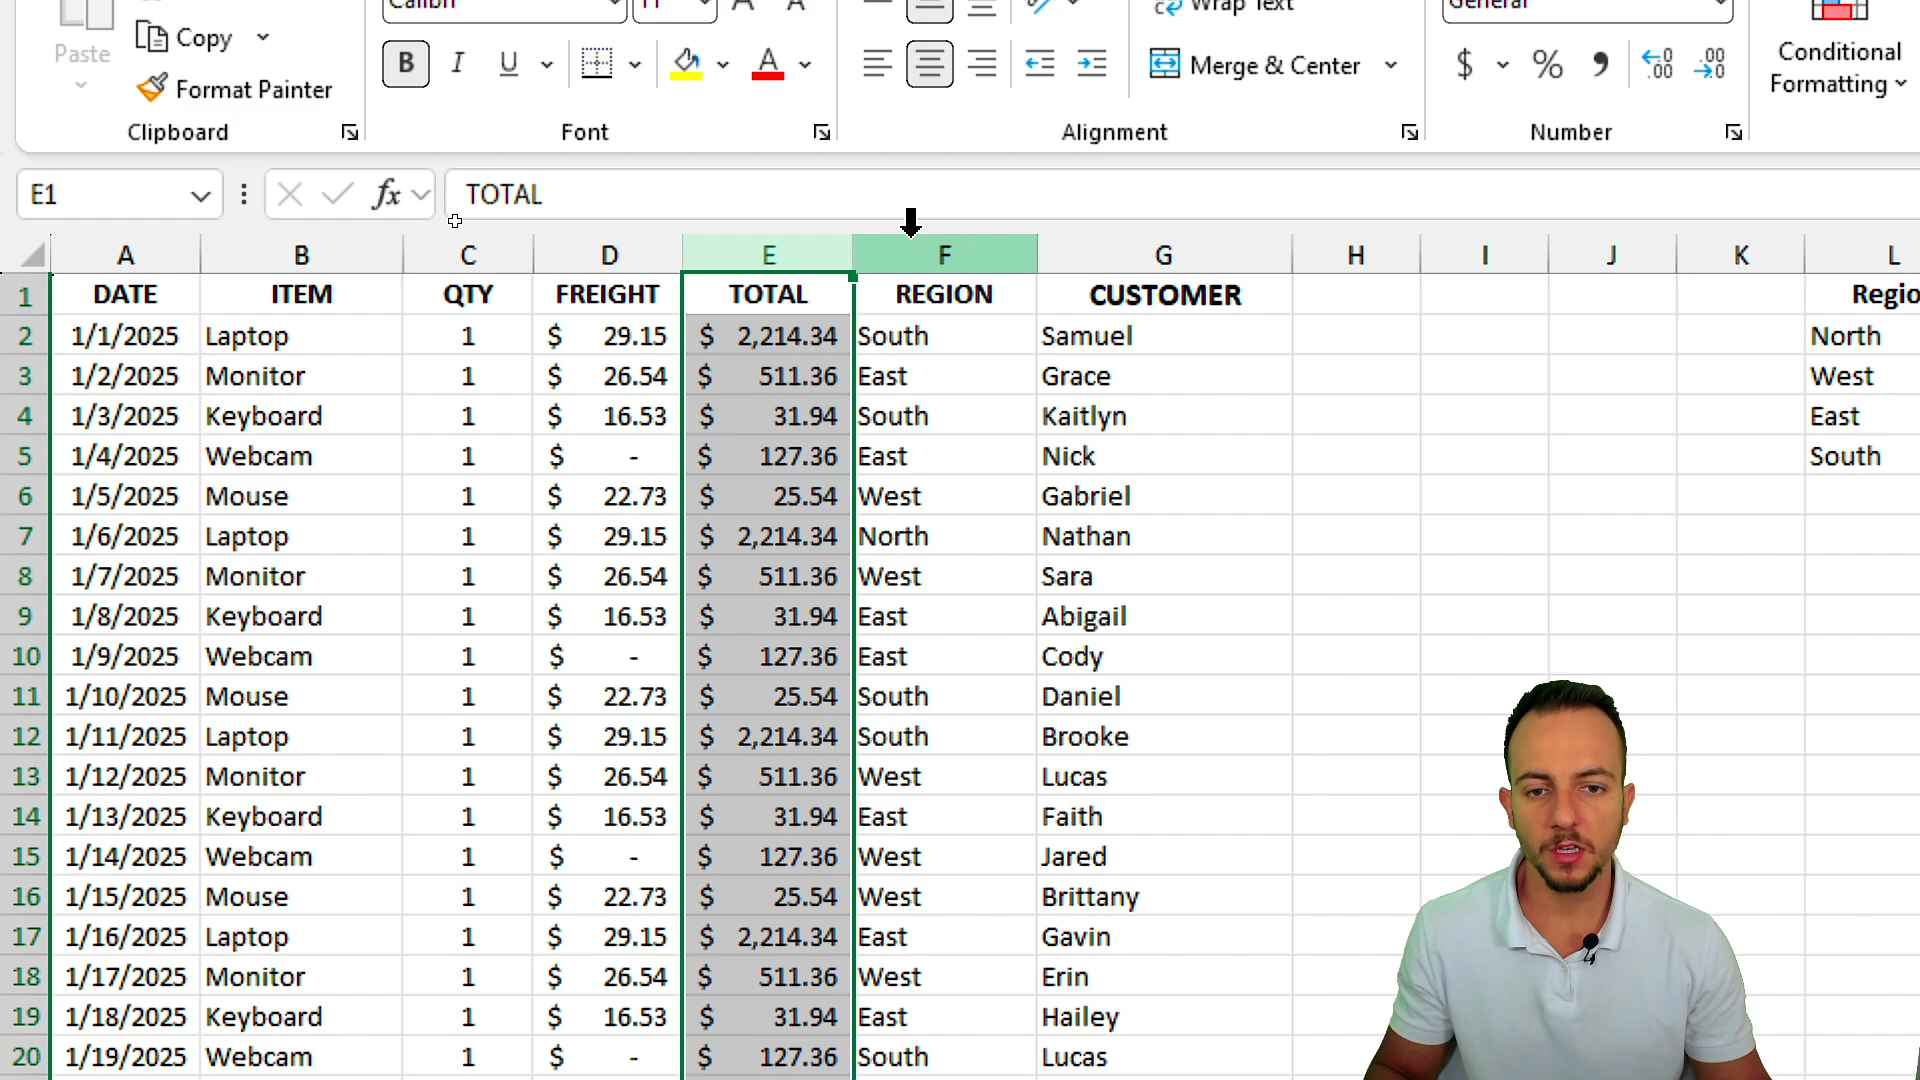 Calibri 11 Wrap Text General
Paste Copy
Format Painter
B I U A Merge & Center $ % 9 .00 .00 Conditional Formatting
Clipboard Font Alignment Number
E1 fx TOTAL
A B C D E F G H I J K L
1 DATE ITEM QTY FREIGHT TOTAL REGION CUSTOMER Regio
2 1/1/2025 Laptop 1 $ 29.15 $ 2,214.34 South Samuel North
3 1/2/2025 Monitor 1 $ 26.54 $ 511.36 East Grace West
4 1/3/2025 Keyboard 1 $ 16.53 $ 31.94 South Kaitlyn East
5 1/4/2025 Webcam 1 $ - $ 127.36 East Nick South
6 1/5/2025 Mouse 1 $ 22.73 $ 25.54 West Gabriel
7 1/6/2025 Laptop 1 $ 29.15 $ 2,214.34 North Nathan
8 1/7/2025 Monitor 1 $ 26.54 $ 511.36 West Sara
9 1/8/2025 Keyboard 1 $ 16.53 $ 31.94 East Abigail
10 1/9/2025 Webcam 1 $ - $ 127.36 East Cody
11 1/10/2025 Mouse 1 $ 22.73 $ 25.54 South Daniel
12 1/11/2025 Laptop 1 $ 29.15 $ 2,214.34 South Brooke
13 1/12/2025 Monitor 1 $ 26.54 $ 511.36 West Lucas
14 1/13/2025 Keyboard 1 $ 16.53 $ 31.94 East Faith
15 1/14/2025 Webcam 1 $ - $ 127.36 West Jared
16 1/15/2025 Mouse 1 $ 22.73 $ 25.54 West Brittany
17 1/16/2025 Laptop 1 $ 29.15 $ 2,214.34 East Gavin
18 1/17/2025 Monitor 1 $ 26.54 $ 511.36 West Erin
19 1/18/2025 Keyboard 1 $ 16.53 $ 31.94 East Hailey
20 1/19/2025 Webcam 1 $ - $ 127.36 South Lucas